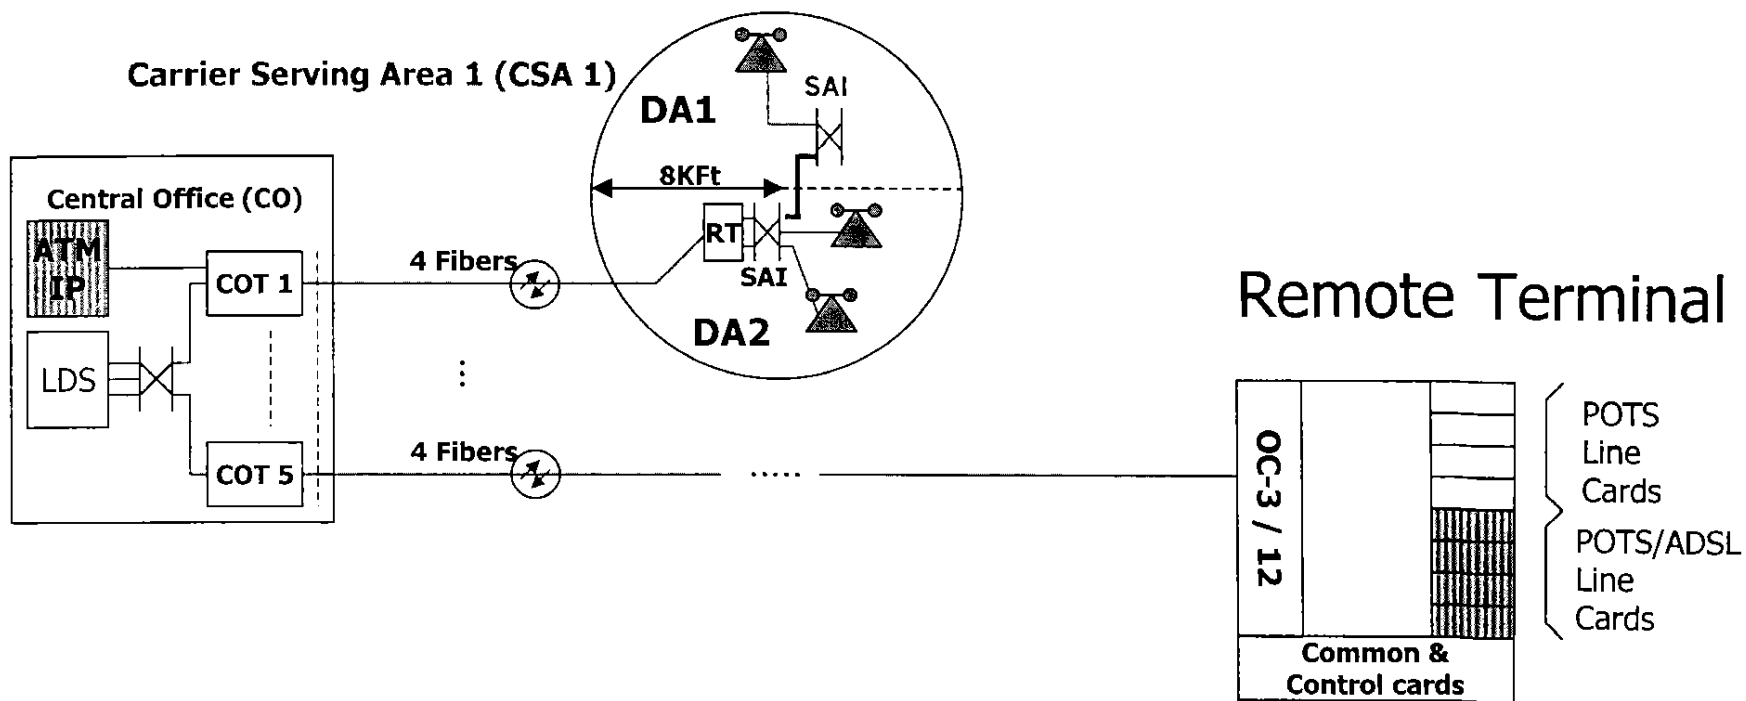 Carrier Serving Area 1 (CSA 1)
DA1
SAI
8KFt
RT
SAI
DA2
Central Office (CO)
ATM
IP
COT 1
LDS
COT 5
4 Fibers
4 Fibers
Remote Terminal
OC-3 / 12
POTS
Line
Cards
POTS/ADSL
Line
Cards
Common &
Control cards